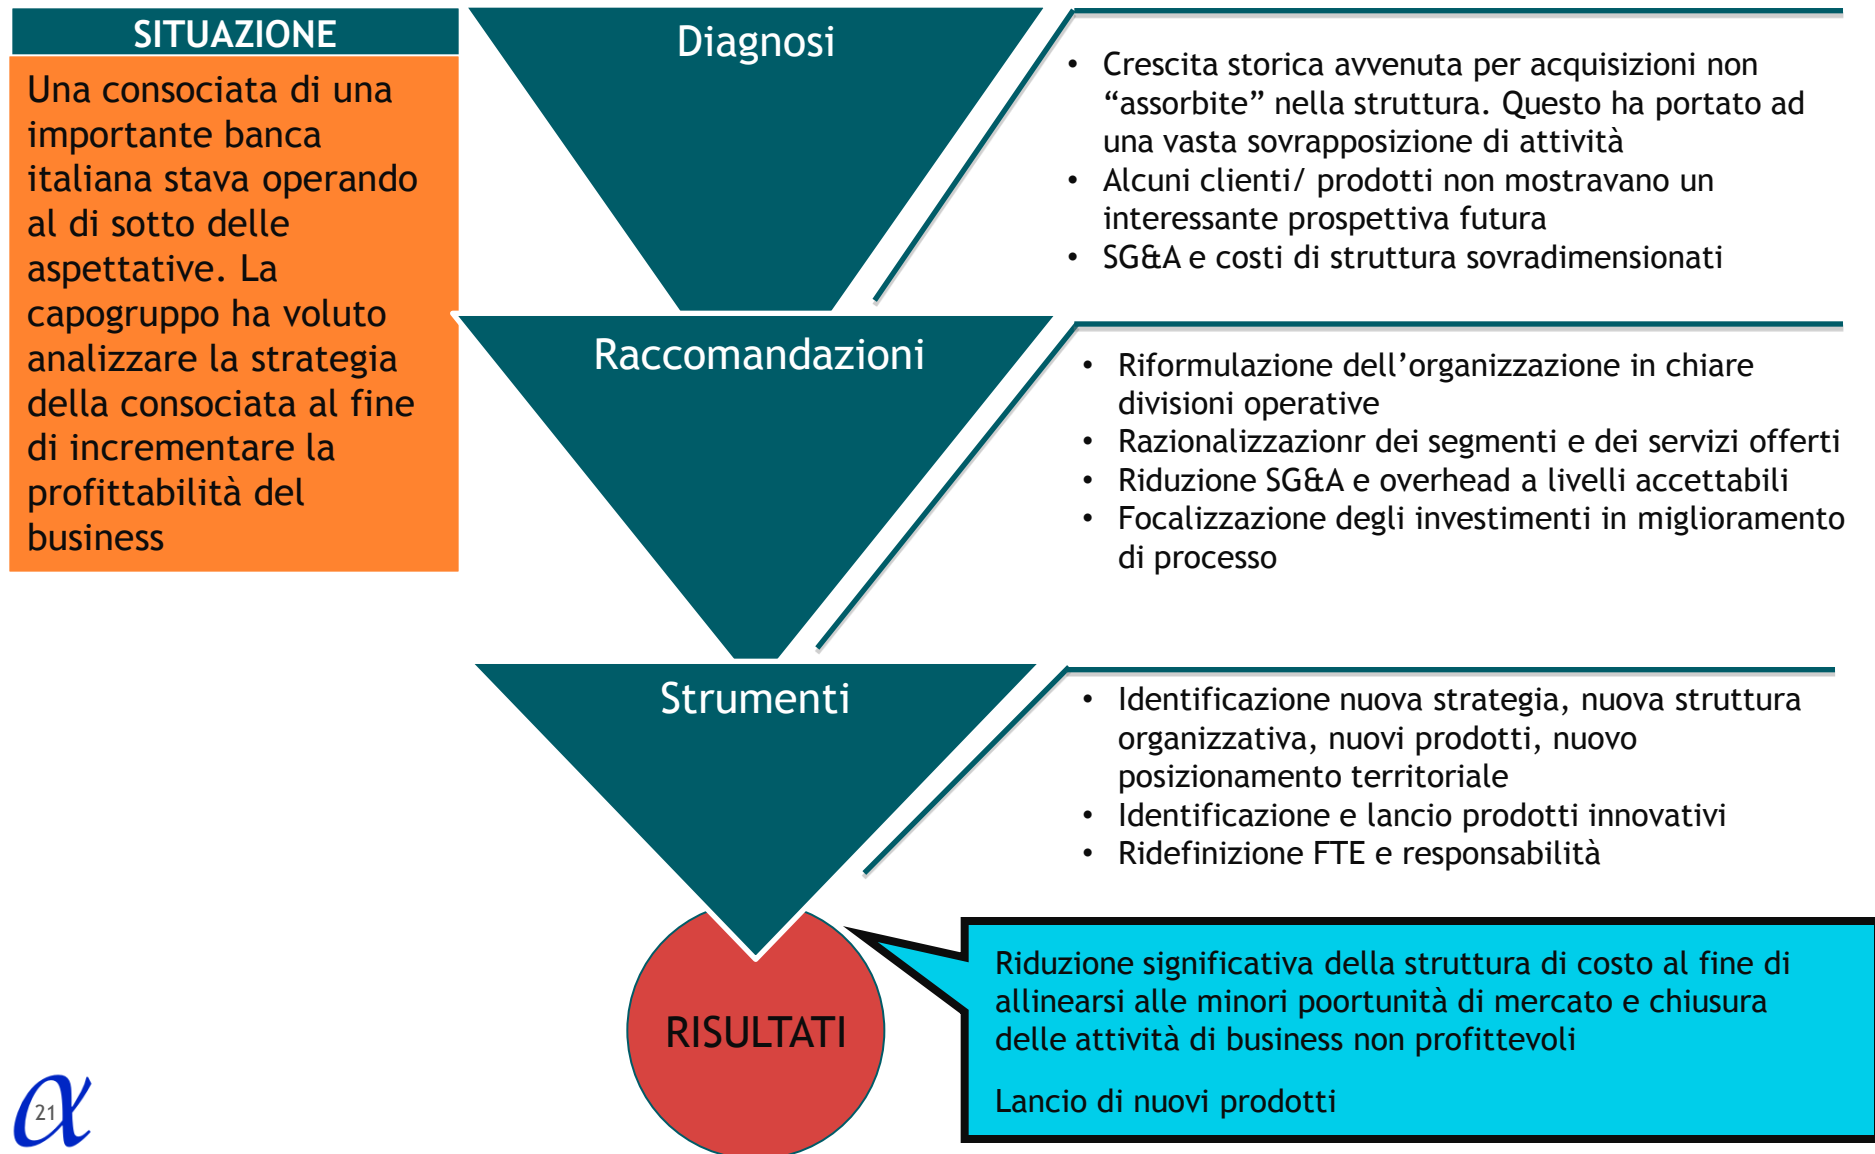 SITUAZIONE
Una consociata di una
importante banca
italiana stava operando
al di sotto delle
aspettative. La
capogruppo ha voluto
analizzare la strategia
della consociata al fine
di incrementare la
profittabilità del
business
Diagnosi
• Crescita storica avvenuta per acquisizioni non
“assorbite” nella struttura. Questo ha portato ad
una vasta sovrapposizione di attività
• Alcuni clienti/ prodotti non mostravano un
interessante prospettiva futura
• SG&A e costi di struttura sovradimensionati
Raccomandazioni
• Riformulazione dell’organizzazione in chiare
divisioni operative
• Razionalizzazionr dei segmenti e dei servizi offerti
• Riduzione SG&A e overhead a livelli accettabili
• Focalizzazione degli investimenti in miglioramento
di processo
Strumenti
• Identificazione nuova strategia, nuova struttura
organizzativa, nuovi prodotti, nuovo
posizionamento territoriale
• Identificazione e lancio prodotti innovativi
• Ridefinizione FTE e responsabilità
RISULTATI
Riduzione significativa della struttura di costo al fine di
allinearsi alle minori poortunità di mercato e chiusura
delle attività di business non profittevoli
Lancio di nuovi prodotti
α
21